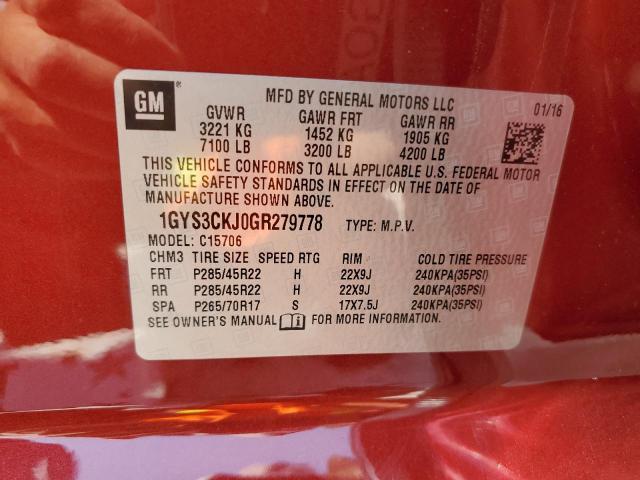 GM
MFD BY GENERAL MOTORS LLC
01/16
GVWR GAWR FRT GAWR RR
3221 KG 1452 KG 1905 KG
7100 LB 3200 LB 4200 LB
THIS VEHICLE CONFORMS TO ALL APPLICABLE U.S. FEDERAL MOTOR
VEHICLE SAFETY STANDARDS IN EFFECT ON THE DATE OF
MANUFACTURE SHOWN ABOVE.
1GYS3CKJ0GR279778 TYPE: M.P.V.
MODEL: C15706
CHM3 TIRE SIZE SPEED RTG RIM COLD TIRE PRESSURE
FRT P285/45R22 H 22X9J 240KPA(35PSI)
RR P285/45R22 H 22X9J 240KPA(35PSI)
SPA P265/70R17 S 17X7.5J 240KPA(35PSI)
SEE OWNER'S MANUAL FOR MORE INFORMATION.